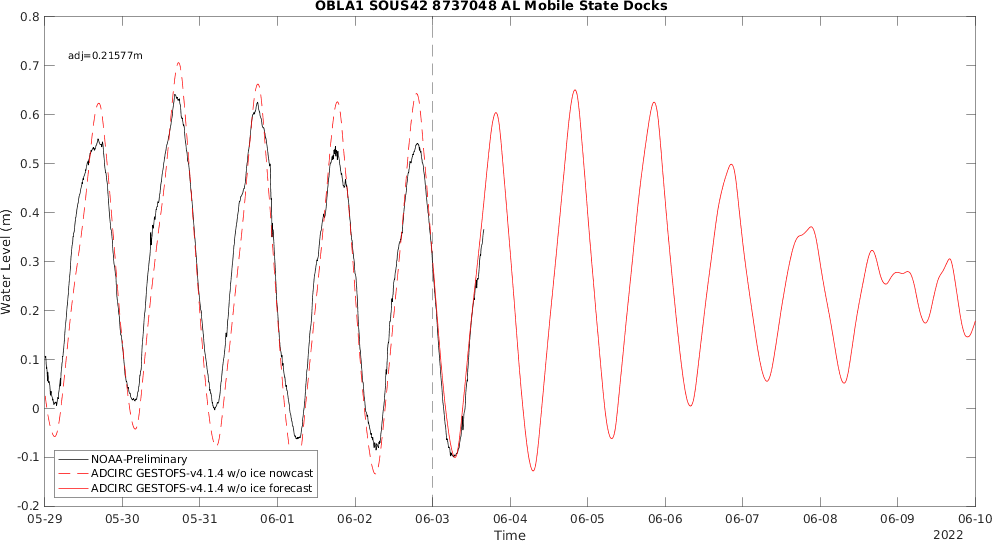 OBLA1 SOUS42 8737048 AL Mobile State Docks
adj=0.21577m
0.8
0.7
0.6
0.5
0.4
0.3
0.2
0.1
0
-0.1
-0.2
Water Level (m)
NOAA-Preliminary
ADCIRC GESTOFS-v4.1.4 w/o ice nowcast
ADCIRC GESTOFS-v4.1.4 w/o ice forecast
05-29 05-30 05-31 06-01 06-02 06-03 06-04 06-05 06-06 06-07 06-08 06-09 06-10
Time
2022